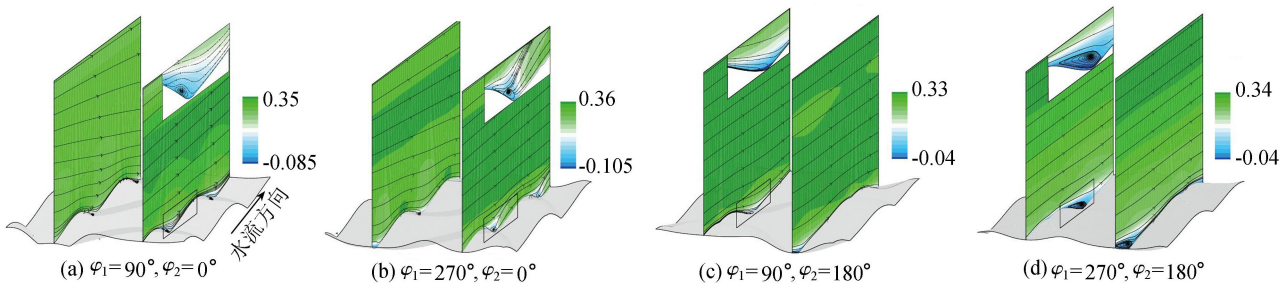 0.35
-0.085
水流方向
(a) φ₁=90°, φ₂=0°
0.36
-0.105
(b) φ₁=270°, φ₂=0°
0.33
-0.04
(c) φ₁=90°, φ₂=180°
0.34
-0.04
(d) φ₁=270°, φ₂=180°